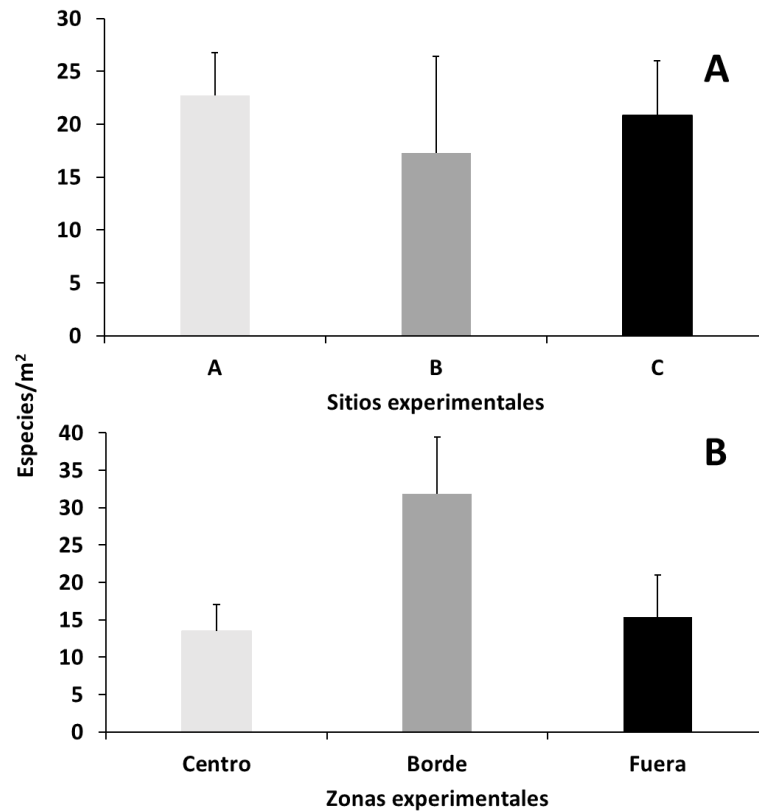 30
25
20
15
10
5
0
A
A B C
Sitios experimentales
Especies/m²
40
35
30
25
20
15
10
5
0
B
Centro Borde Fuera
Zonas experimentales